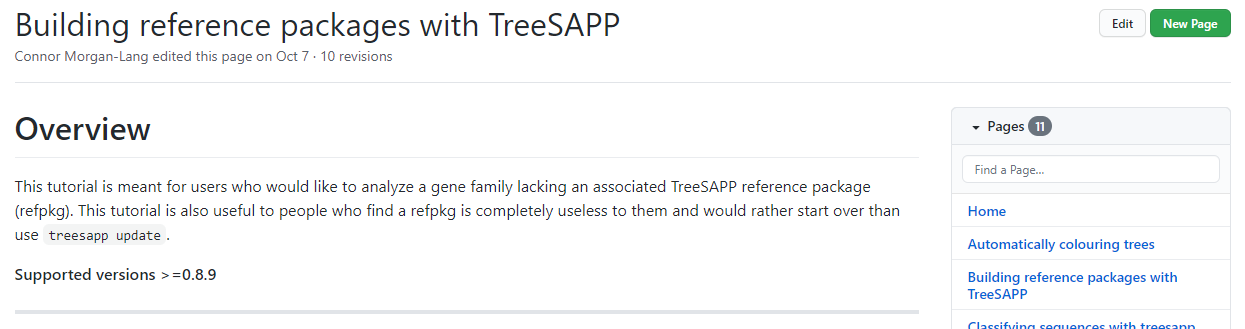 Building reference packages with TreeSAPP
Edit
New Page
Connor Morgan-Lang edited this page on Oct 7 · 10 revisions
Overview
This tutorial is meant for users who would like to analyze a gene family lacking an associated TreeSAPP reference package
(refpkg). This tutorial is also useful to people who find a refpkg is completely useless to them and would rather start over than
use treesapp update.
Supported versions >=0.8.9
Pages 11
Find a Page...
Home
Automatically colouring trees
Building reference packages with
TreeSAPP
Classifying sequences with treesapp